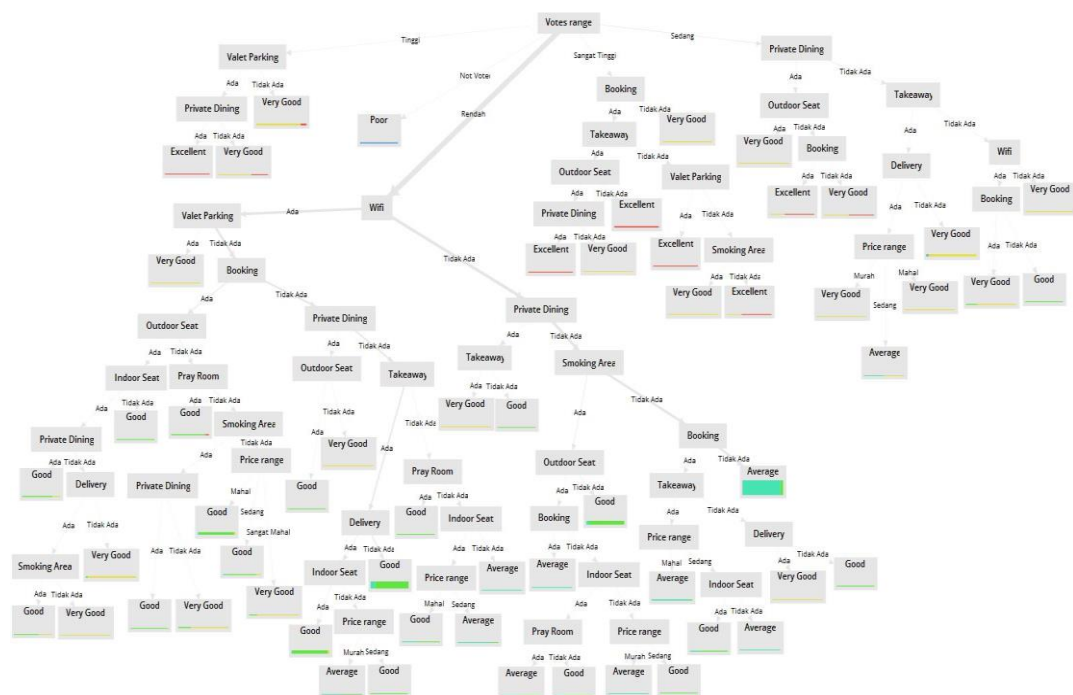 Votes range
Tinggi
Not Votes
Rendah
Sangat Tinggi
Sedang
Valet Parking
Private Dining
Ada
Tidak Ada
Private Dining
Very Good
Ada
Tidak Ada
Excellent
Very Good
Poor
Booking
Ada
Tidak Ada
Takeaway
Very Good
Ada
Tidak Ada
Outdoor Seat
Valet Parking
Ada
Tidak Ada
Private Dining
Excellent
Ada
Tidak Ada
Excellent
Very Good
Ada
Tidak Ada
Excellent
Smoking Area
Ada
Tidak Ada
Very Good
Excellent
Ada
Tidak Ada
Outdoor Seat
Takeaway
Ada
Tidak Ada
Very Good
Booking
Ada
Tidak Ada
Excellent
Very Good
Ada
Tidak Ada
Delivery
Wifi
Ada
Tidak Ada
Price range
Very Good
Murah
Sedang
Mahal
Very Good
Average
Very Good
Ada
Tidak Ada
Booking
Very Good
Ada
Tidak Ada
Very Good
Good
Wifi
Ada
Tidak Ada
Valet Parking
Ada
Tidak Ada
Very Good
Booking
Ada
Tidak Ada
Outdoor Seat
Private Dining
Ada
Tidak Ada
Indoor Seat
Pray Room
Ada
Tidak Ada
Private Dining
Good
Ada
Tidak Ada
Good
Smoking Area
Ada
Tidak Ada
Good
Delivery
Ada
Tidak Ada
Smoking Area
Very Good
Ada
Tidak Ada
Good
Very Good
Ada
Tidak Ada
Private Dining
Price range
Ada
Tidak Ada
Good
Very Good
Mahal
Sedang
Sangat Mahal
Good
Good
Very Good
Ada
Tidak Ada
Outdoor Seat
Takeaway
Ada
Tidak Ada
Good
Very Good
Ada
Tidak Ada
Delivery
Pray Room
Ada
Tidak Ada
Indoor Seat
Good
Ada
Tidak Ada
Good
Price range
Murah
Sedang
Average
Good
Ada
Tidak Ada
Good
Indoor Seat
Ada
Tidak Ada
Price range
Average
Mahal
Sedang
Good
Average
Private Dining
Ada
Tidak Ada
Takeaway
Smoking Area
Ada
Tidak Ada
Very Good
Good
Ada
Tidak Ada
Outdoor Seat
Booking
Ada
Tidak Ada
Booking
Good
Ada
Tidak Ada
Average
Indoor Seat
Ada
Tidak Ada
Pray Room
Price range
Ada
Tidak Ada
Average
Good
Murah
Sedang
Average
Good
Ada
Tidak Ada
Takeaway
Average
Ada
Tidak Ada
Price range
Delivery
Mahal
Sedang
Average
Indoor Seat
Ada
Tidak Ada
Good
Average
Ada
Tidak Ada
Very Good
Good